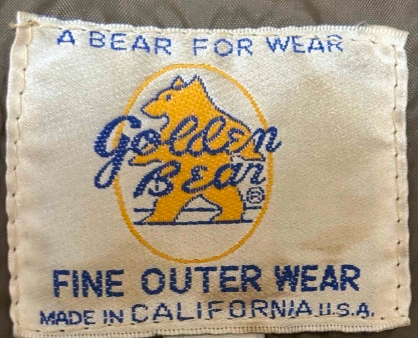 A BEAR FOR WEAR
Golden
Bear®
FINE OUTER WEAR
MADE IN CALIFORNIA U.S.A.